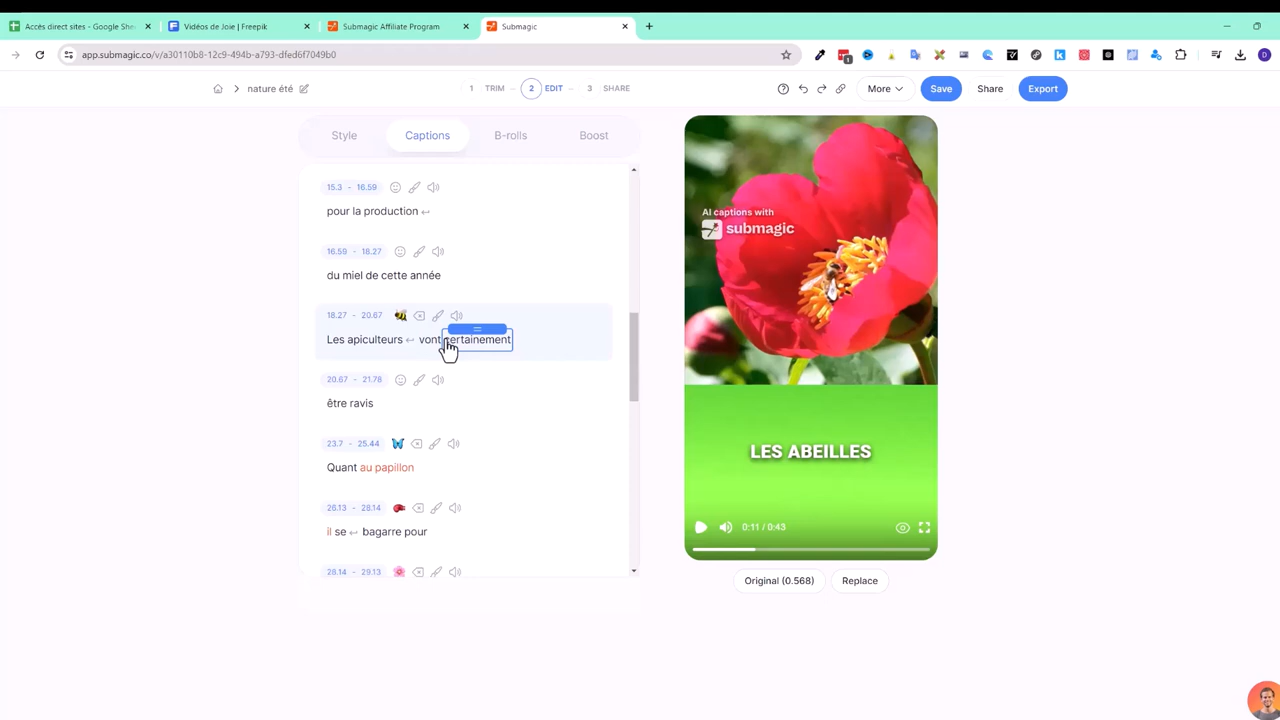 Accès direct sites - Google She
Vidéos de Joie | Freepik
Submagic Affiliate Program
Submagic
app.submagic.co/v/a30110b8-12c9-494b-a793-dfed6f7049b0
1
D
nature été
1 TRIM
2 EDIT
3 SHARE
More
Save
Share
Export
Style
Captions
B-rolls
Boost
15.3 - 16.59
pour la production
16.59 - 18.27
du miel de cette année
18.27 - 20.67
Les apiculteurs vont certainement
20.67 - 21.78
être ravis
23.7 - 25.44
Quant au papillon
26.13 - 28.14
il se bagarre pour
28.14 - 29.13
AI captions with
submagic
LES ABEILLES
0:11 / 0:43
Original (0.568)
Replace